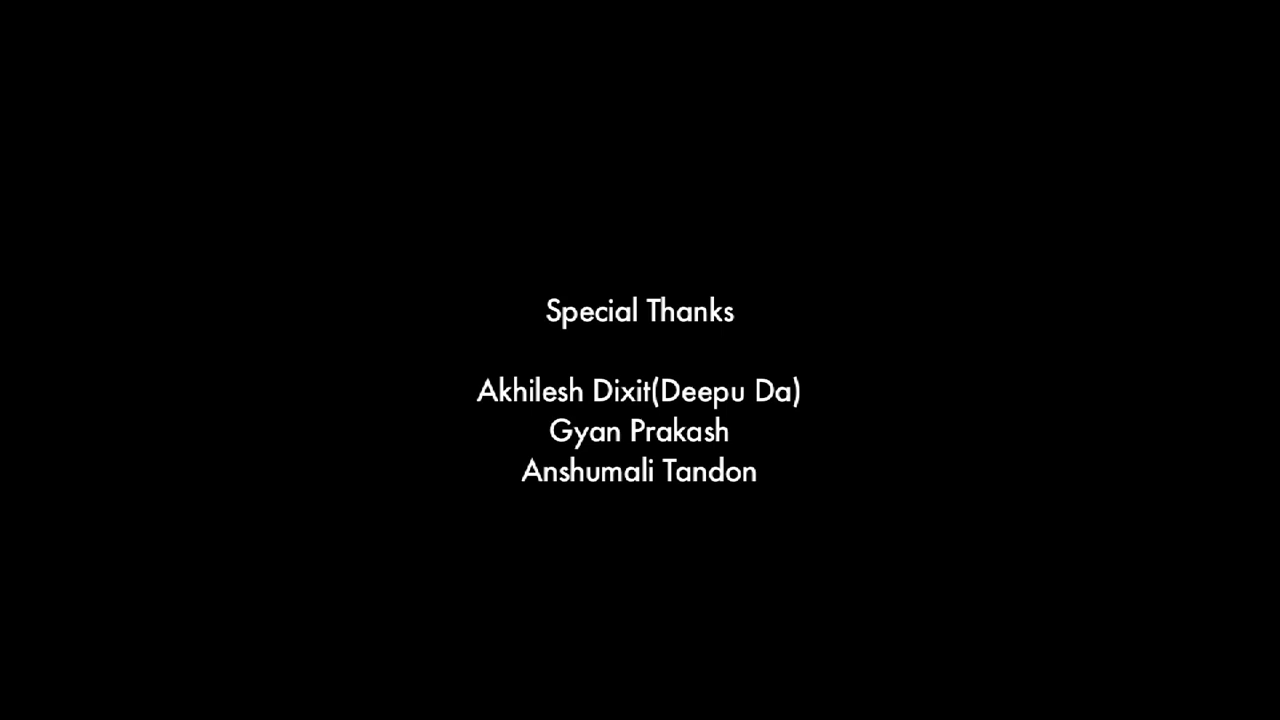 Special Thanks
Akhilesh Dixit(Deepu Da)
Gyan Prakash
Anshumali Tandon